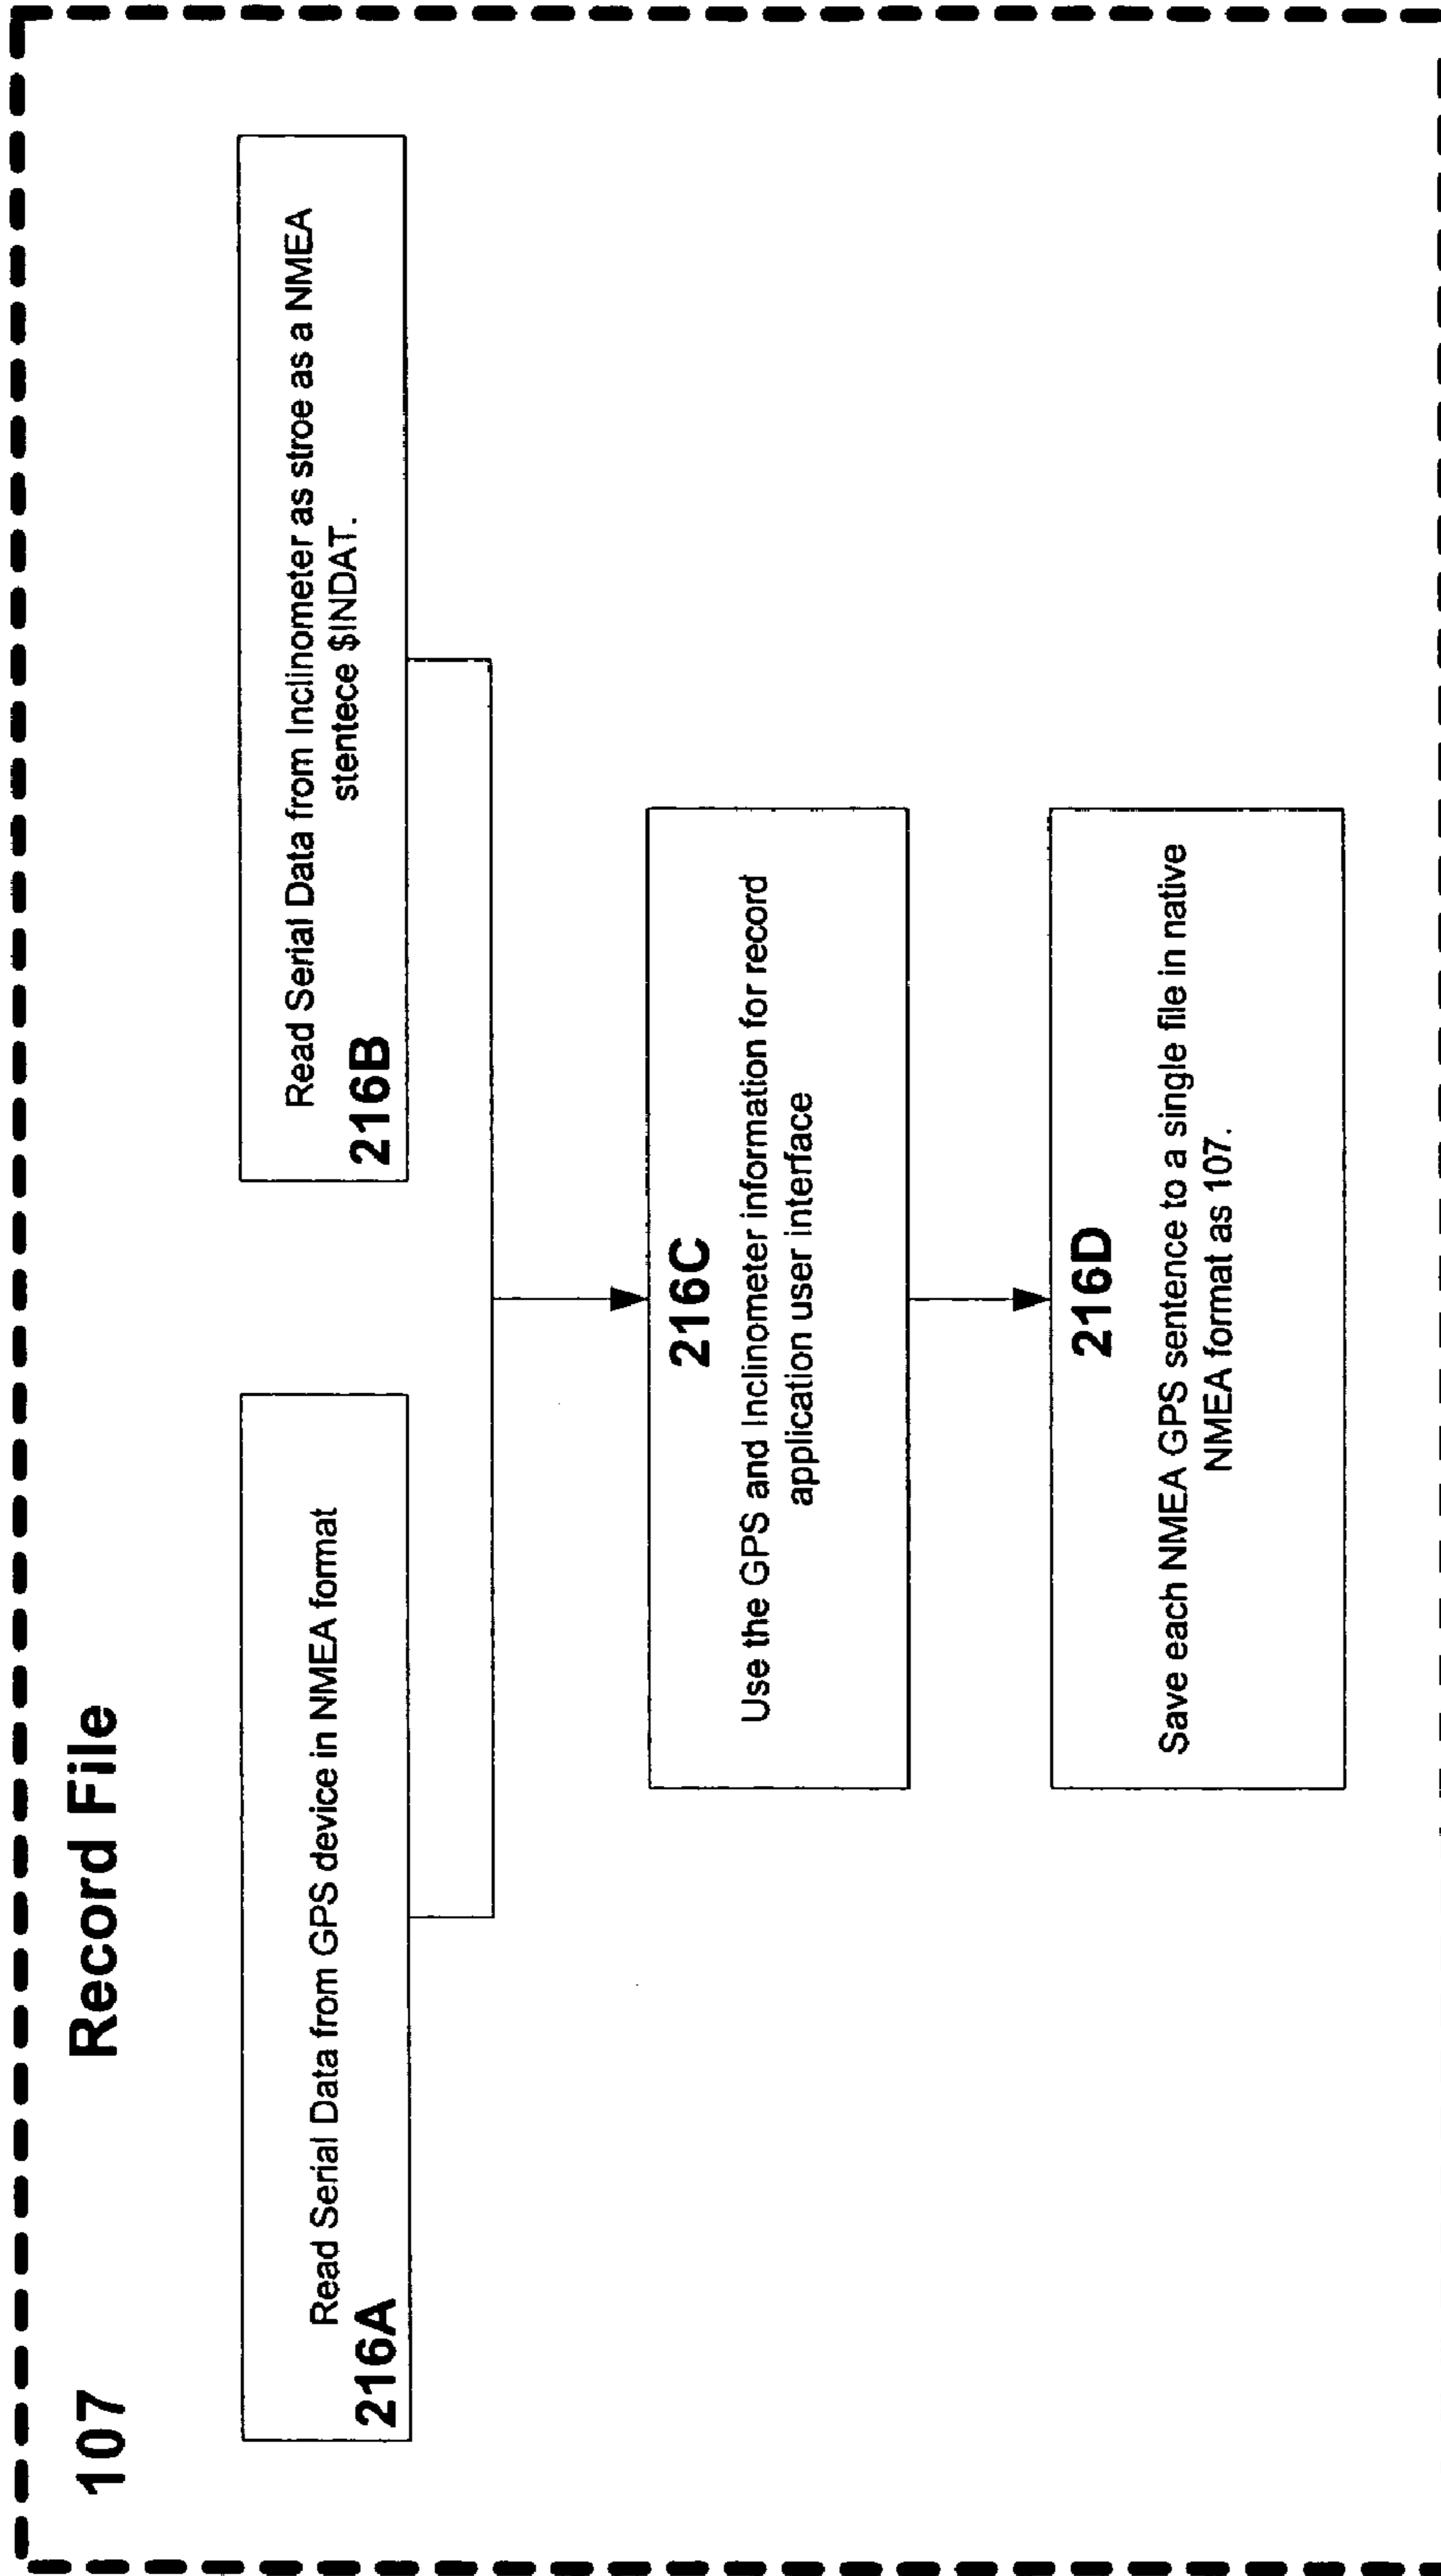 107 Record File
Read Serial Data from GPS device in NMEA format
216A
Read Serial Data from Inclinometer as stroe as a NMEA
stentece $INDAT.
216B
216C
Use the GPS and Inclinometer information for record
application user interface
216D
Save each NMEA GPS sentence to a single file in native
NMEA format as 107.